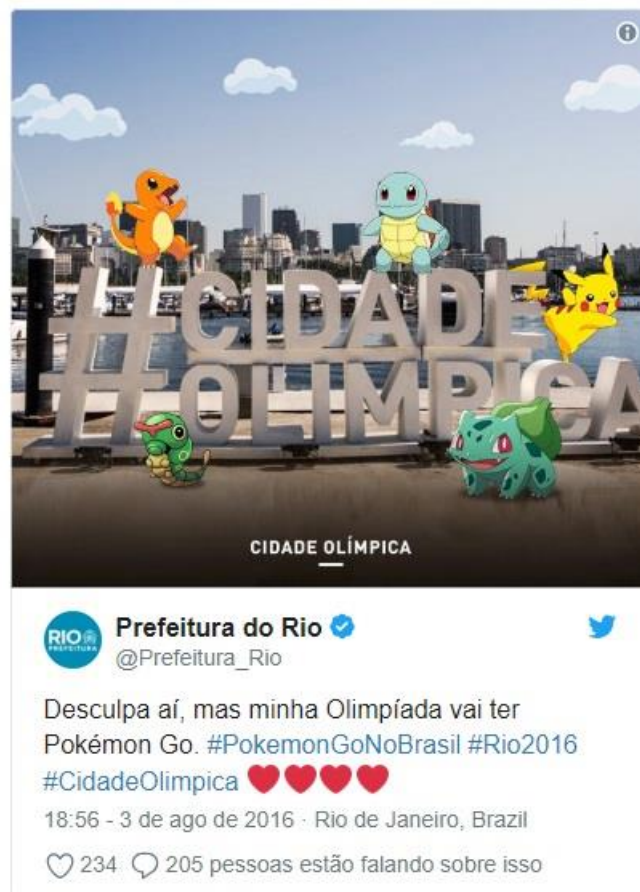 #CIDADE
OLÍMPICA
CIDADE OLÍMPICA
RIO
PREFEITURA
Prefeitura do Rio
@Prefeitura_Rio
Desculpa aí, mas minha Olimpíada vai ter
Pokémon Go. #PokemonGoNoBrasil #Rio2016
#CidadeOlimpica ❤❤❤❤
18:56 - 3 de ago de 2016 · Rio de Janeiro, Brazil
234 205 pessoas estão falando sobre isso